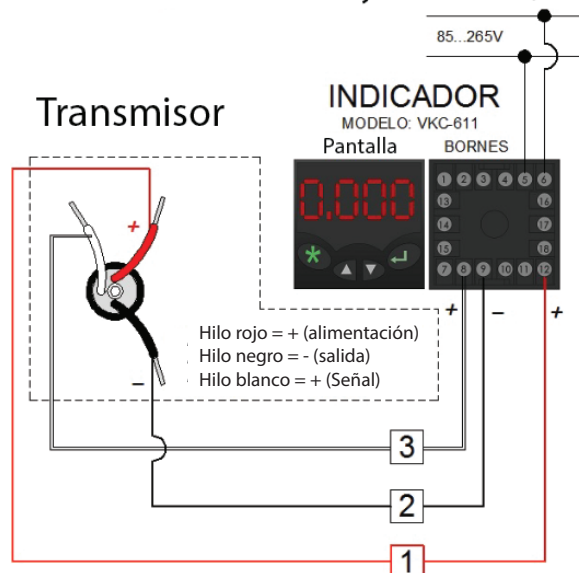 85...265V
INDICADOR
MODELO: VKC-611
Transmisor
Pantalla
BORNES
0.000
1 2 3 4 5 6
13 16
14 17
15 18
7 8 9 10 11 12
+ − +
+
Hilo rojo = + (alimentación)
Hilo negro = - (salida)
Hilo blanco = + (Señal)
−
3
2
1